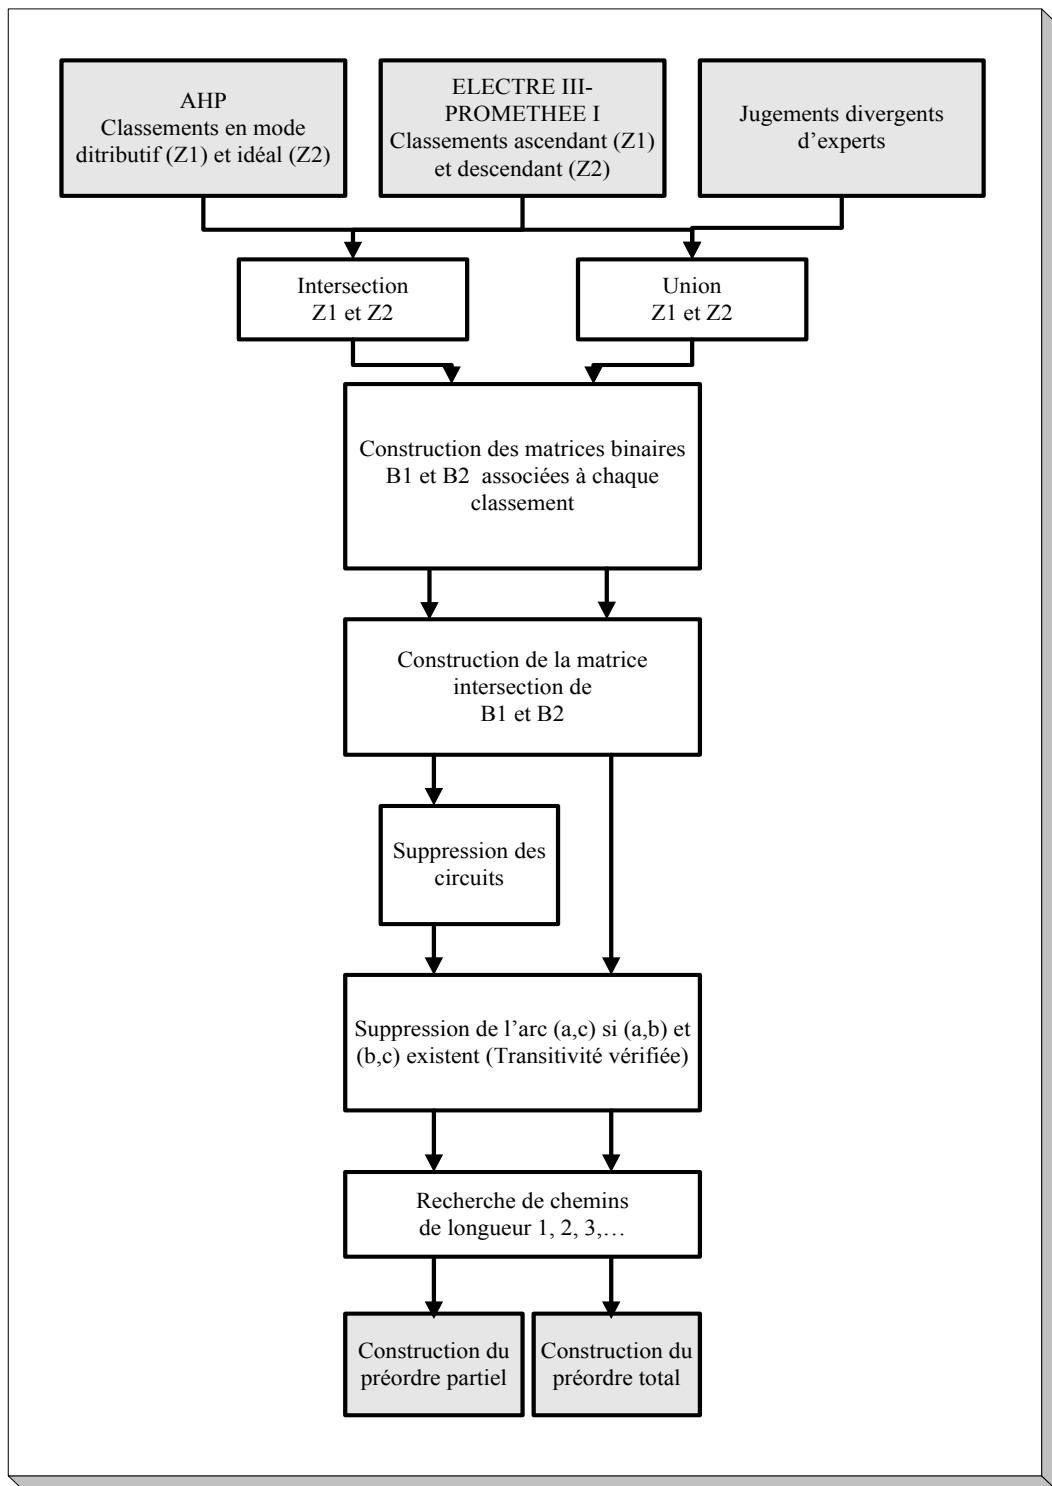 AHP
Classements en mode
ditributif (Z1) et idéal (Z2)
ELECTRE III-
PROMETHEE I
Classements ascendant (Z1)
et descendant (Z2)
Jugements divergents
d’experts
Intersection
Z1 et Z2
Union
Z1 et Z2
Construction des matrices binaires
B1 et B2 associées à chaque
classement
Construction de la matrice
intersection de
B1 et B2
Suppression des
circuits
Suppression de l’arc (a,c) si (a,b) et
(b,c) existent (Transitivité vérifiée)
Recherche de chemins
de longueur 1, 2, 3,…
Construction du
préordre partiel
Construction du
préordre total